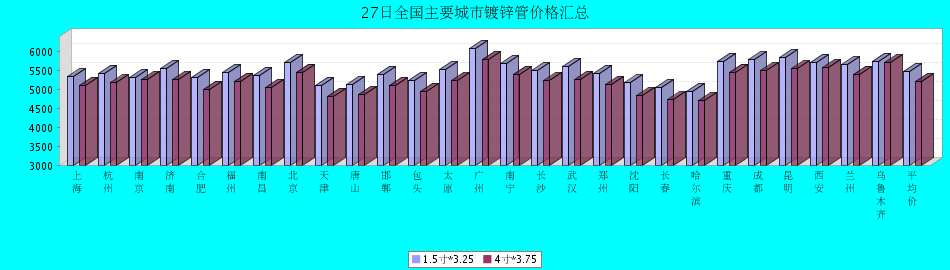 27日全国主要城市镀锌管价格汇总
6000
5500
5000
4500
4000
3500
3000
上海
杭州
南京
济南
合肥
福州
南昌
北京
天津
唐山
邯郸
包头
太原
广州
南宁
长沙
武汉
郑州
沈阳
长春
哈尔滨
重庆
成都
昆明
西安
兰州
乌鲁木齐
平均价
1.5寸*3.25
4寸*3.75